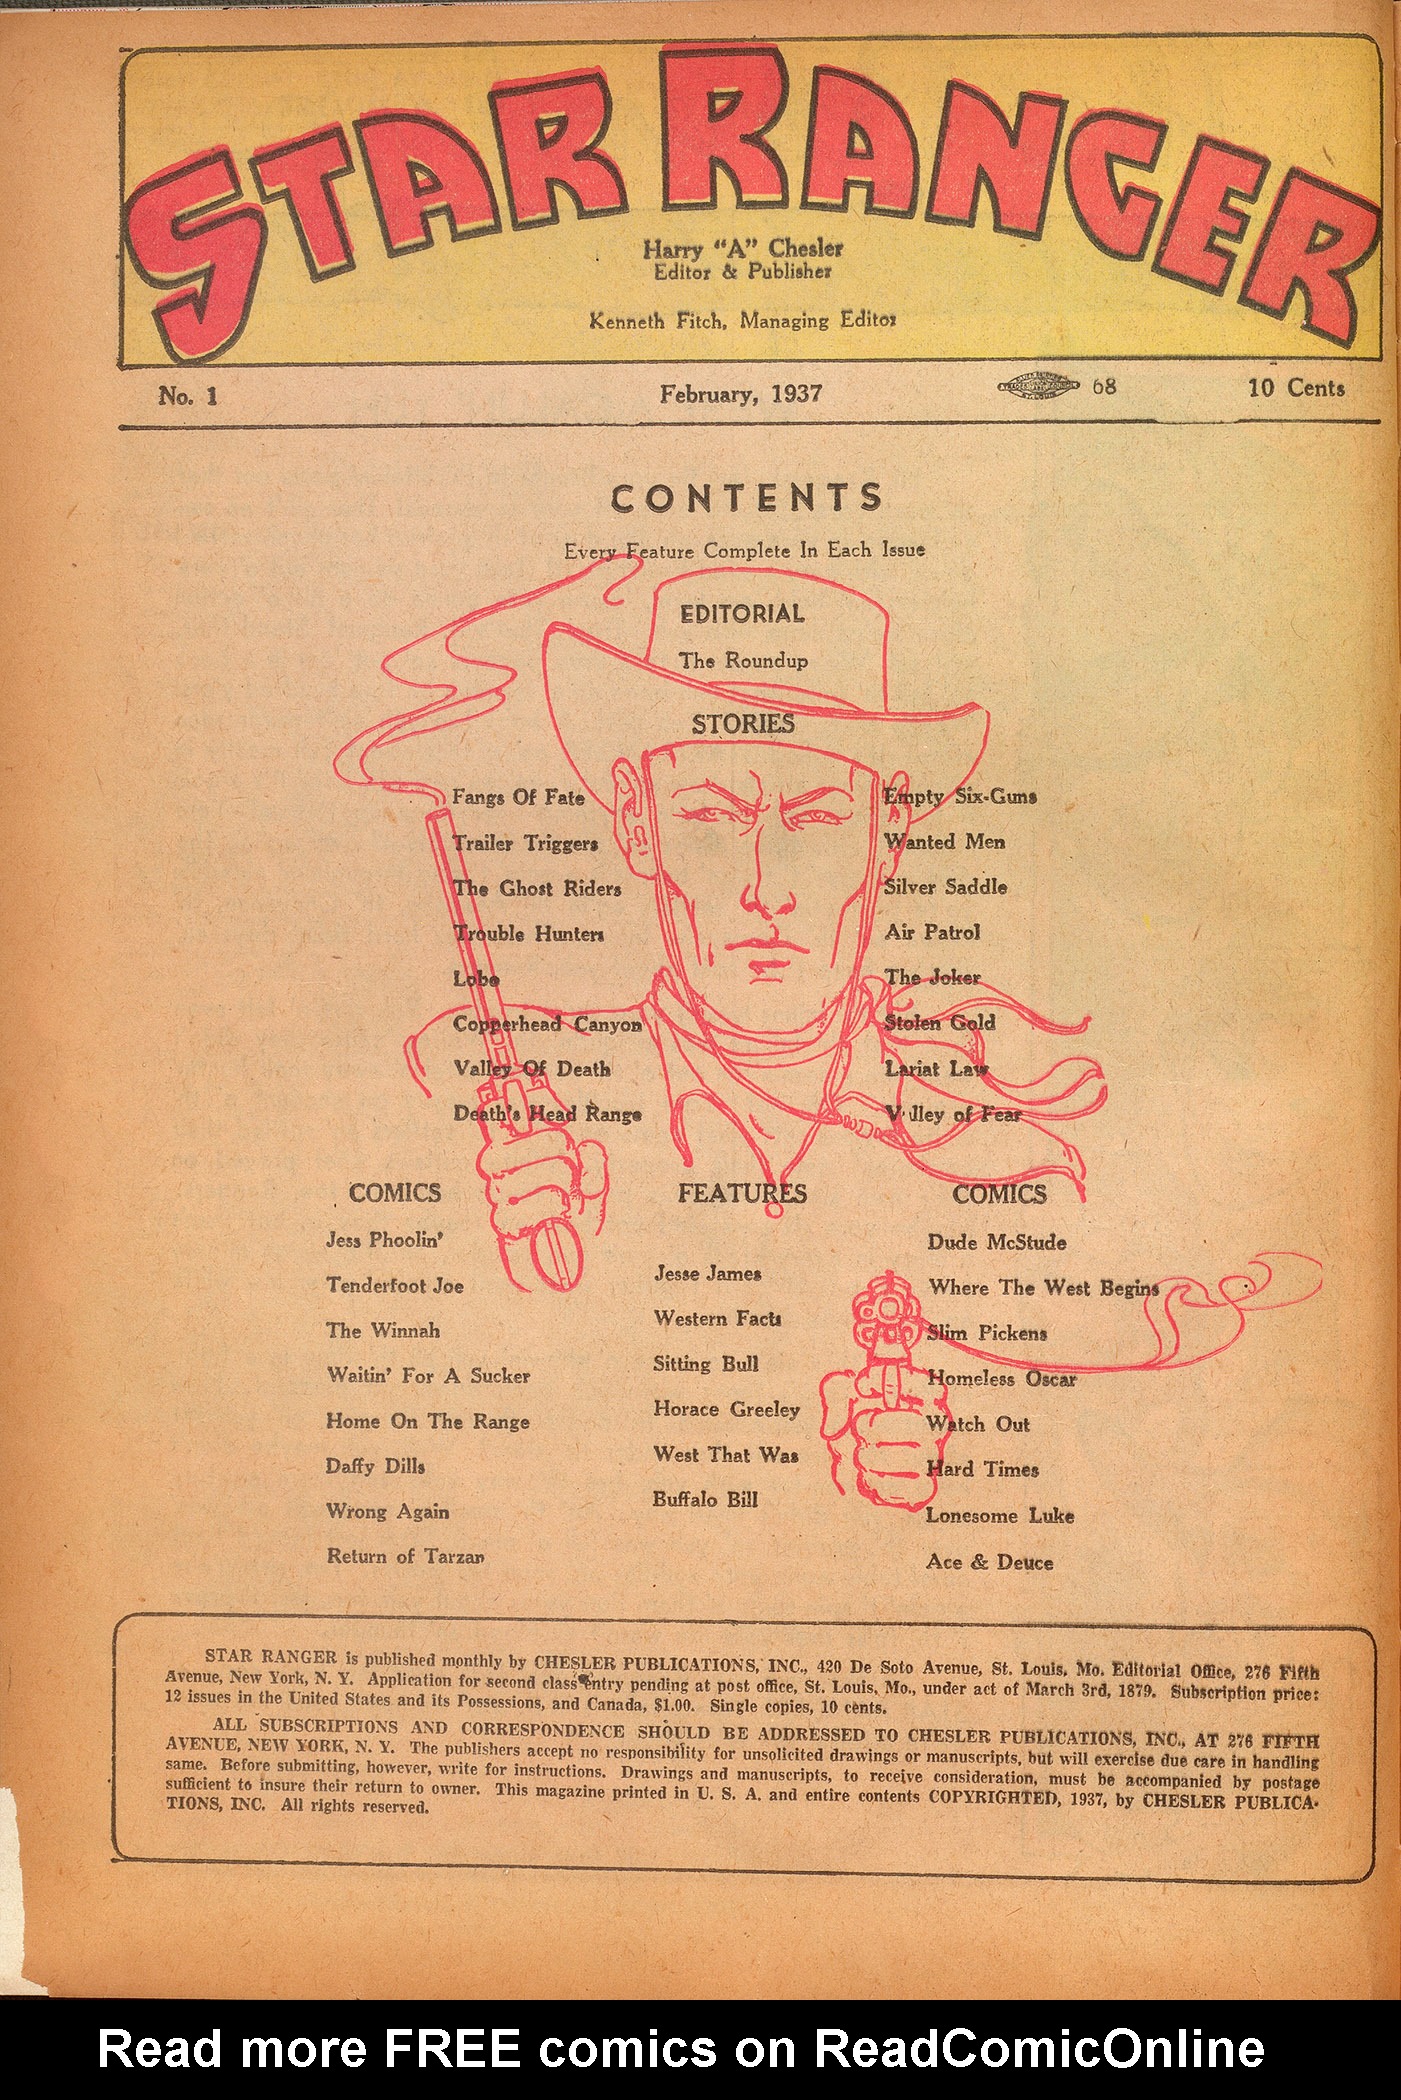 STAR RANGER
Harry "A" Chesler
Editor & Publisher
Kenneth Fitch, Managing Editor
No. 1 February, 1937 68 10 Cents
CONTENTS
Every Feature Complete In Each Issue
EDITORIAL
The Roundup
STORIES
Fangs Of Fate
Trailer Triggers
The Ghost Riders
Trouble Hunters
Lobo
Copperhead Canyon
Valley Of Death
Death's Head Range
Empty Six-Guns
Wanted Men
Silver Saddle
Air Patrol
The Joker
Stolen Gold
Lariat Law
Valley of Fear
COMICS
Jess Phoolin'
Tenderfoot Joe
The Winnah
Waitin' For A Sucker
Home On The Range
Daffy Dills
Wrong Again
Return of Tarzan
FEATURES
Jesse James
Western Facts
Sitting Bull
Horace Greeley
West That Was
Buffalo Bill
COMICS
Dude McStude
Where The West Begins
Slim Pickens
Homeless Oscar
Watch Out
Hard Times
Lonesome Luke
Ace & Deuce
STAR RANGER is published monthly by CHESLER PUBLICATIONS, INC., 420 De Soto Avenue, St. Louis, Mo. Editorial Office, 276 Fifth
Avenue, New York, N. Y. Application for second class entry pending at post office, St. Louis, Mo., under act of March 3rd, 1879. Subscription price:
12 issues in the United States and its Possessions, and Canada, $1.00. Single copies, 10 cents.
ALL SUBSCRIPTIONS AND CORRESPONDENCE SHOULD BE ADDRESSED TO CHESLER PUBLICATIONS, INC., AT 276 FIFTH
AVENUE, NEW YORK, N. Y. The publishers accept no responsibility for unsolicited drawings or manuscripts, but will exercise due care in handling
same. Before submitting, however, write for instructions. Drawings and manuscripts, to receive consideration, must be accompanied by postage
sufficient to insure their return to owner. This magazine printed in U. S. A. and entire contents COPYRIGHTED, 1937, by CHESLER PUBLICA-
TIONS, INC. All rights reserved.
Read more FREE comics on ReadComicOnline